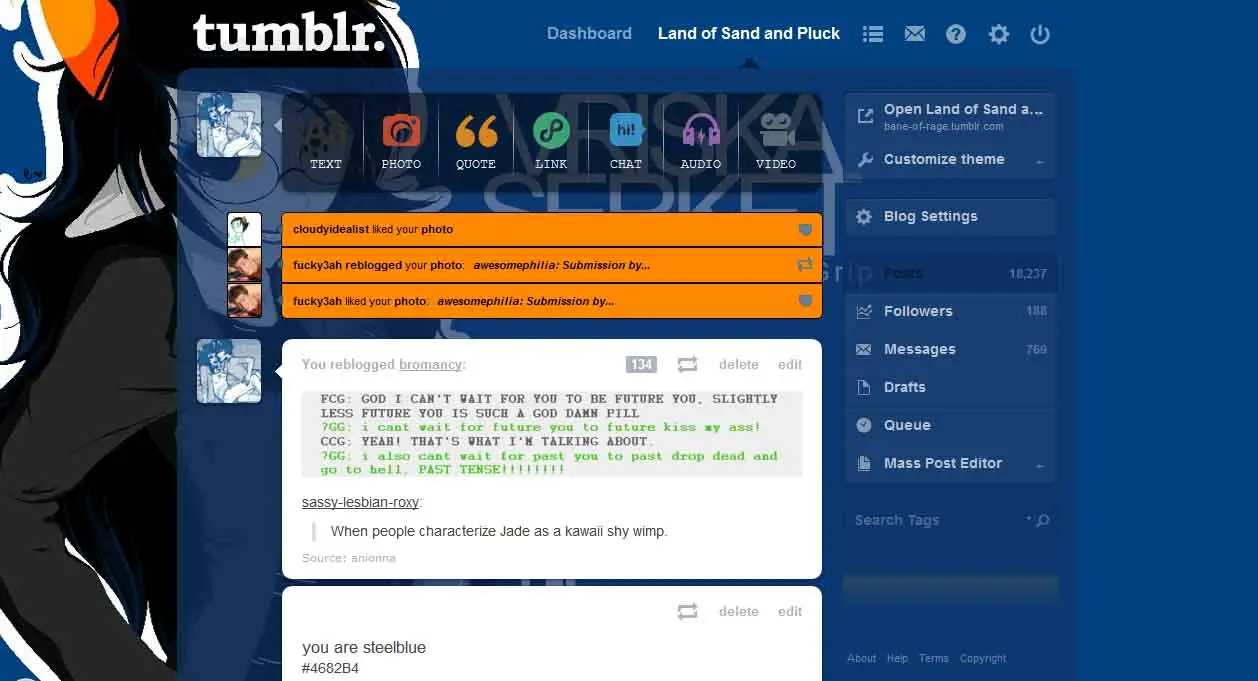 tumblr.
Dashboard
Land of Sand and Pluck
Aa
hi!
TEXT
PHOTO
QUOTE
LINK
CHAT
AUDIO
VIDEO
VRISKA
SERKET
Open Land of Sand a...
bane-of-rage.tumblr.com
Customize theme
Blog Settings
cloudyidealist liked your photo
fucky3ah reblogged your photo: awesomephilia: Submission by...
fucky3ah liked your photo: awesomephilia: Submission by...
Posts 18,237
Followers 188
Messages 769
Drafts
Queue
Mass Post Editor
Search Tags
You reblogged bromancy:
134
delete
edit
FCG: GOD I CAN'T WAIT FOR YOU TO BE FUTURE YOU, SLIGHTLY
LESS FUTURE YOU IS SUCH A GOD DAMN PILL
?GG: i cant wait for future you to future kiss my ass!
CCG: YEAH! THAT'S WHAT I'M TALKING ABOUT.
?GG: i also cant wait for past you to past drop dead and
go to hell, PAST TENSE!!!!!!!!
sassy-lesbian-roxy:
When people characterize Jade as a kawaii shy wimp.
Source: anionna
delete
edit
you are steelblue
#4682B4
About
Help
Terms
Copyright